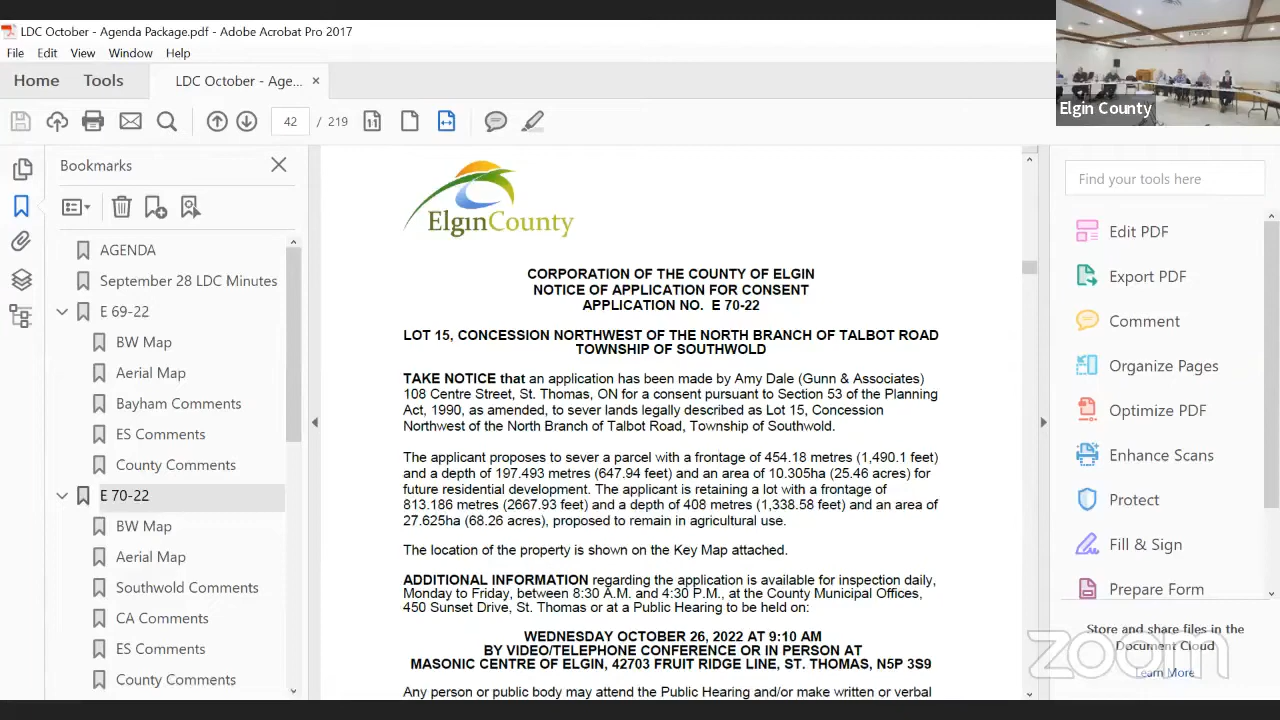 LDC October - Agenda Package.pdf - Adobe Acrobat Pro 2017
File Edit View Window Help
Home Tools LDC October - Age... ×
42 / 219
Elgin County
Bookmarks
AGENDA
September 28 LDC Minutes
E 69-22
BW Map
Aerial Map
Bayham Comments
ES Comments
County Comments
E 70-22
BW Map
Aerial Map
Southwold Comments
CA Comments
ES Comments
County Comments
ElginCounty
CORPORATION OF THE COUNTY OF ELGIN
NOTICE OF APPLICATION FOR CONSENT
APPLICATION NO. E 70-22
LOT 15, CONCESSION NORTHWEST OF THE NORTH BRANCH OF TALBOT ROAD
TOWNSHIP OF SOUTHWOLD
TAKE NOTICE that an application has been made by Amy Dale (Gunn & Associates)
108 Centre Street, St. Thomas, ON for a consent pursuant to Section 53 of the Planning
Act, 1990, as amended, to sever lands legally described as Lot 15, Concession
Northwest of the North Branch of Talbot Road, Township of Southwold.
The applicant proposes to sever a parcel with a frontage of 454.18 metres (1,490.1 feet)
and a depth of 197.493 metres (647.94 feet) and an area of 10.305ha (25.46 acres) for
future residential development. The applicant is retaining a lot with a frontage of
813.186 metres (2667.93 feet) and a depth of 408 metres (1,338.58 feet) and an area of
27.625ha (68.26 acres), proposed to remain in agricultural use.
The location of the property is shown on the Key Map attached.
ADDITIONAL INFORMATION regarding the application is available for inspection daily,
Monday to Friday, between 8:30 A.M. and 4:30 P.M., at the County Municipal Offices,
450 Sunset Drive, St. Thomas or at a Public Hearing to be held on:
WEDNESDAY OCTOBER 26, 2022 AT 9:10 AM
BY VIDEO/TELEPHONE CONFERENCE OR IN PERSON AT
MASONIC CENTRE OF ELGIN, 42703 FRUIT RIDGE LINE, ST. THOMAS, N5P 3S9
Any person or public body may attend the Public Hearing and/or make written or verbal
Find your tools here
Edit PDF
Export PDF
Comment
Organize Pages
Optimize PDF
Enhance Scans
Protect
Fill & Sign
Prepare Form
Store and share files in the
Document Cloud
Learn More
zoom